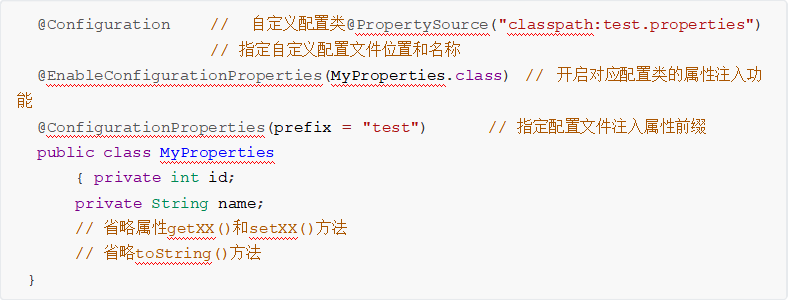 @Configuration // 自定义配置类@PropertySource("classpath:test.properties")
// 指定自定义配置文件位置和名称
@EnableConfigurationProperties(MyProperties.class) // 开启对应配置类的属性注入功
能
@ConfigurationProperties(prefix = "test") // 指定配置文件注入属性前缀
public class MyProperties
{ private int id;
private String name;
// 省略属性getXX()和setXX()方法
// 省略toString()方法
}